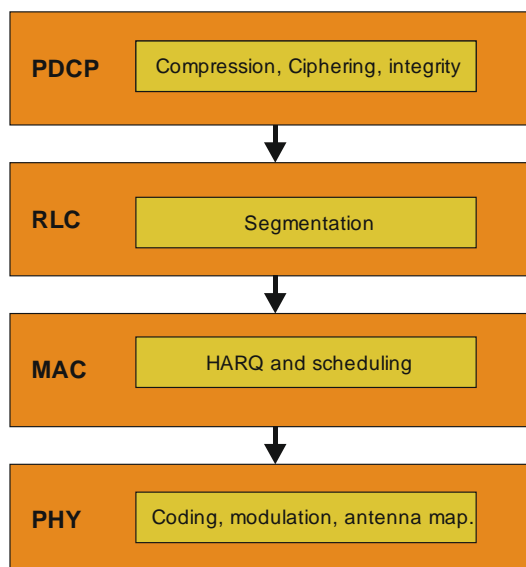 PDCP
Compression, Ciphering, integrity
RLC
Segmentation
MAC
HARQ and scheduling
PHY
Coding, modulation, antenna map.